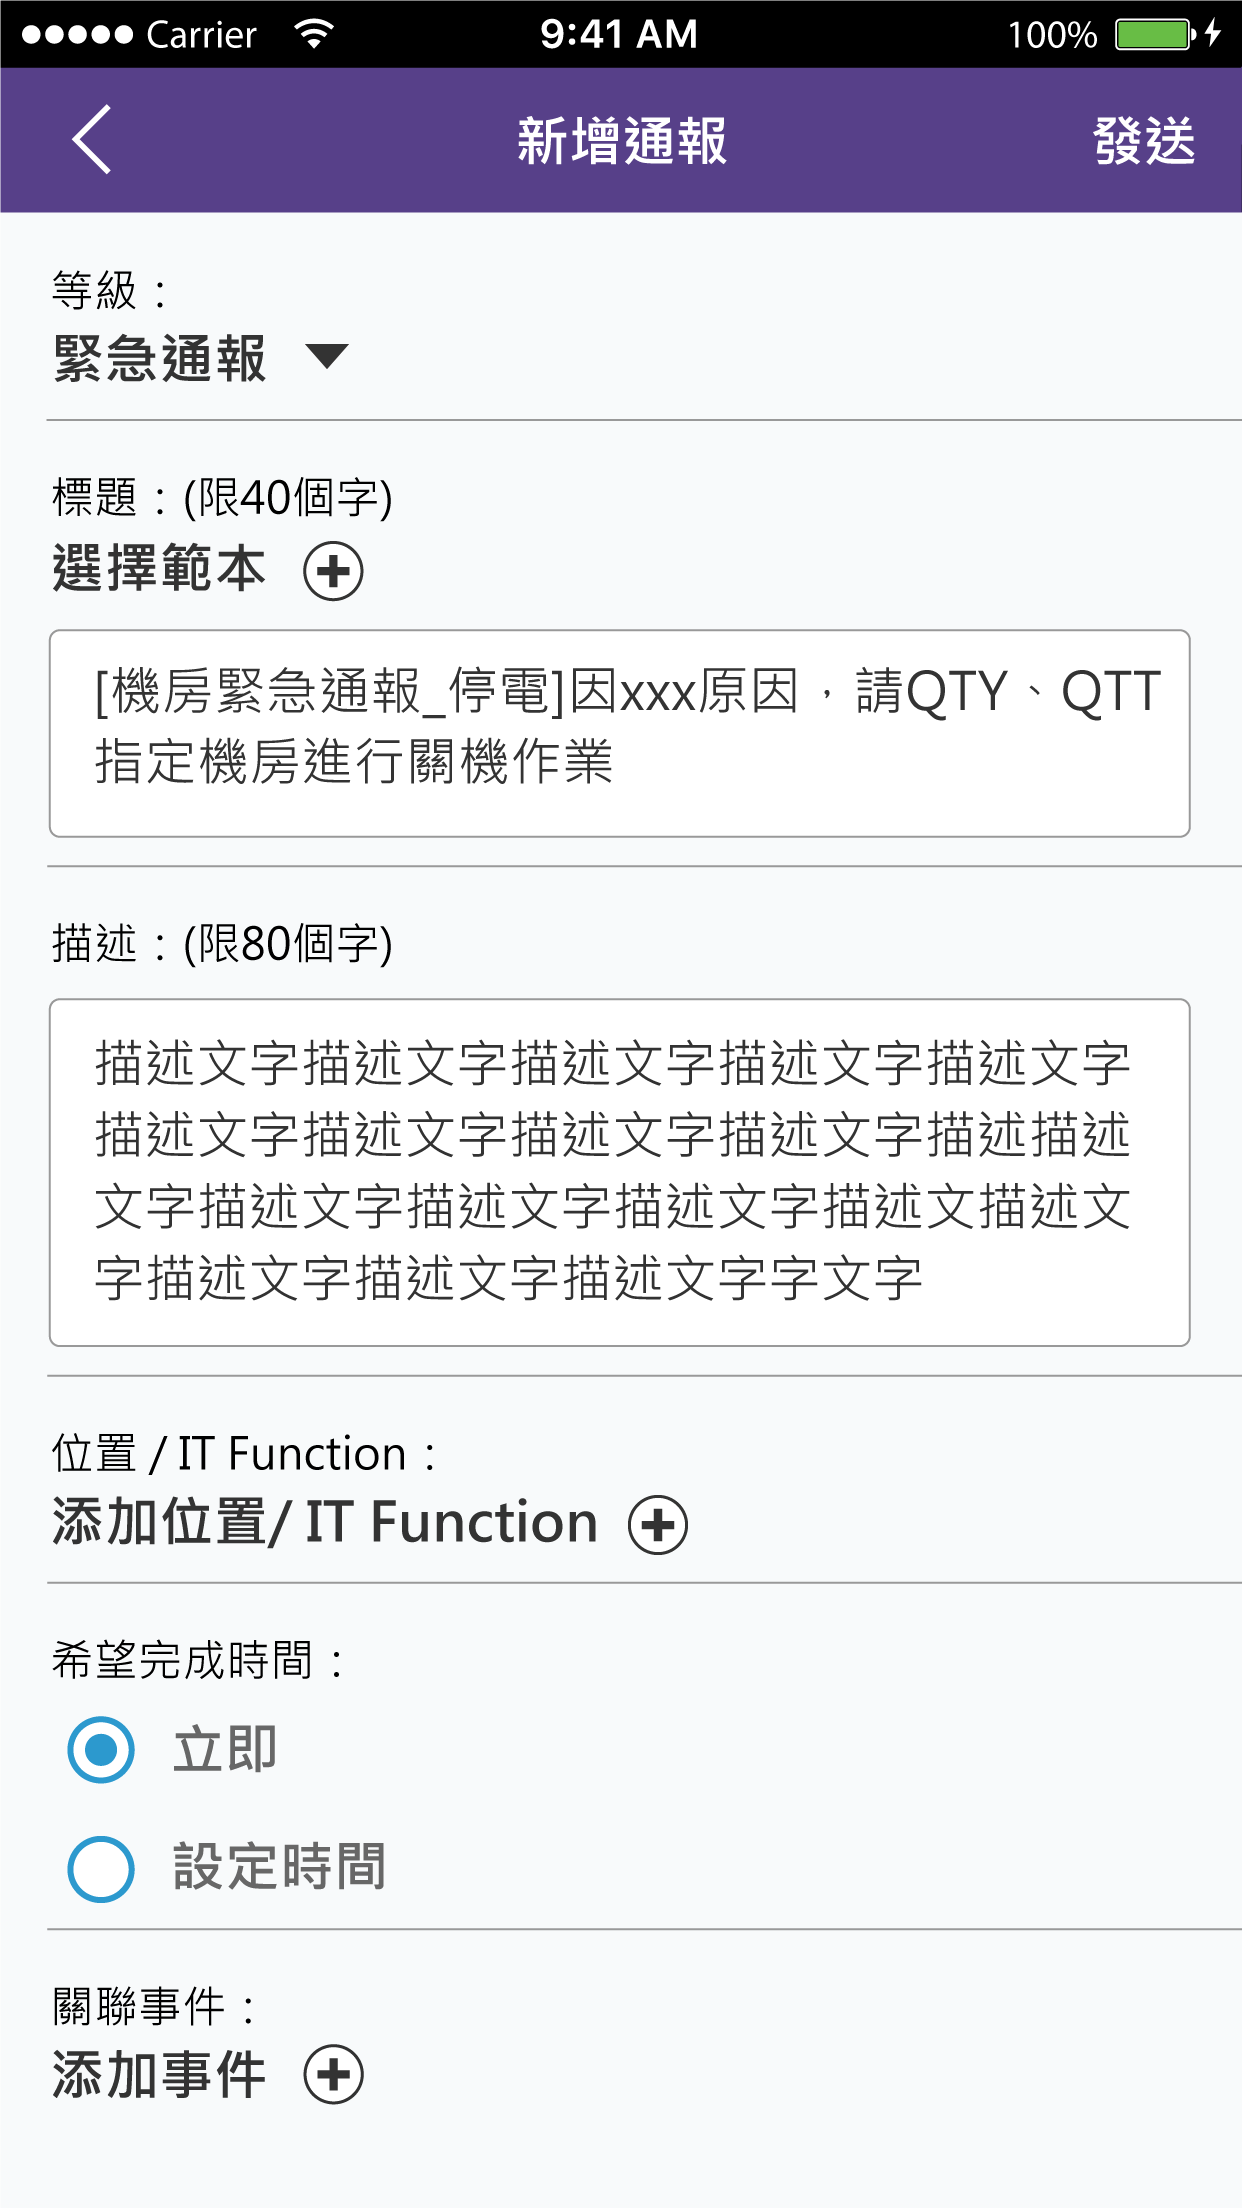 Carrier 9:41 AM 100%
新增通報 發送
等級：
緊急通報
標題：(限40個字)
選擇範本
[機房緊急通報_停電]因xxx原因，請QTY、QTT
指定機房進行關機作業
描述：(限80個字)
描述文字描述文字描述文字描述文字描述文字
描述文字描述文字描述文字描述文字描述描述
文字描述文字描述文字描述文字描述文描述文
字描述文字描述文字描述文字字文字
位置 / IT Function：
添加位置/ IT Function
希望完成時間：
立即
設定時間
關聯事件：
添加事件